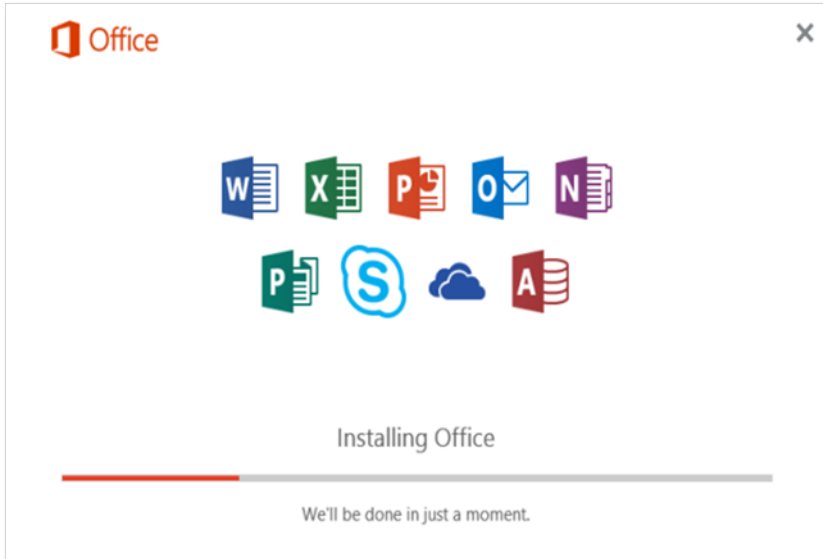 Office
W X P O N
P S A
Installing Office
We'll be done in just a moment.